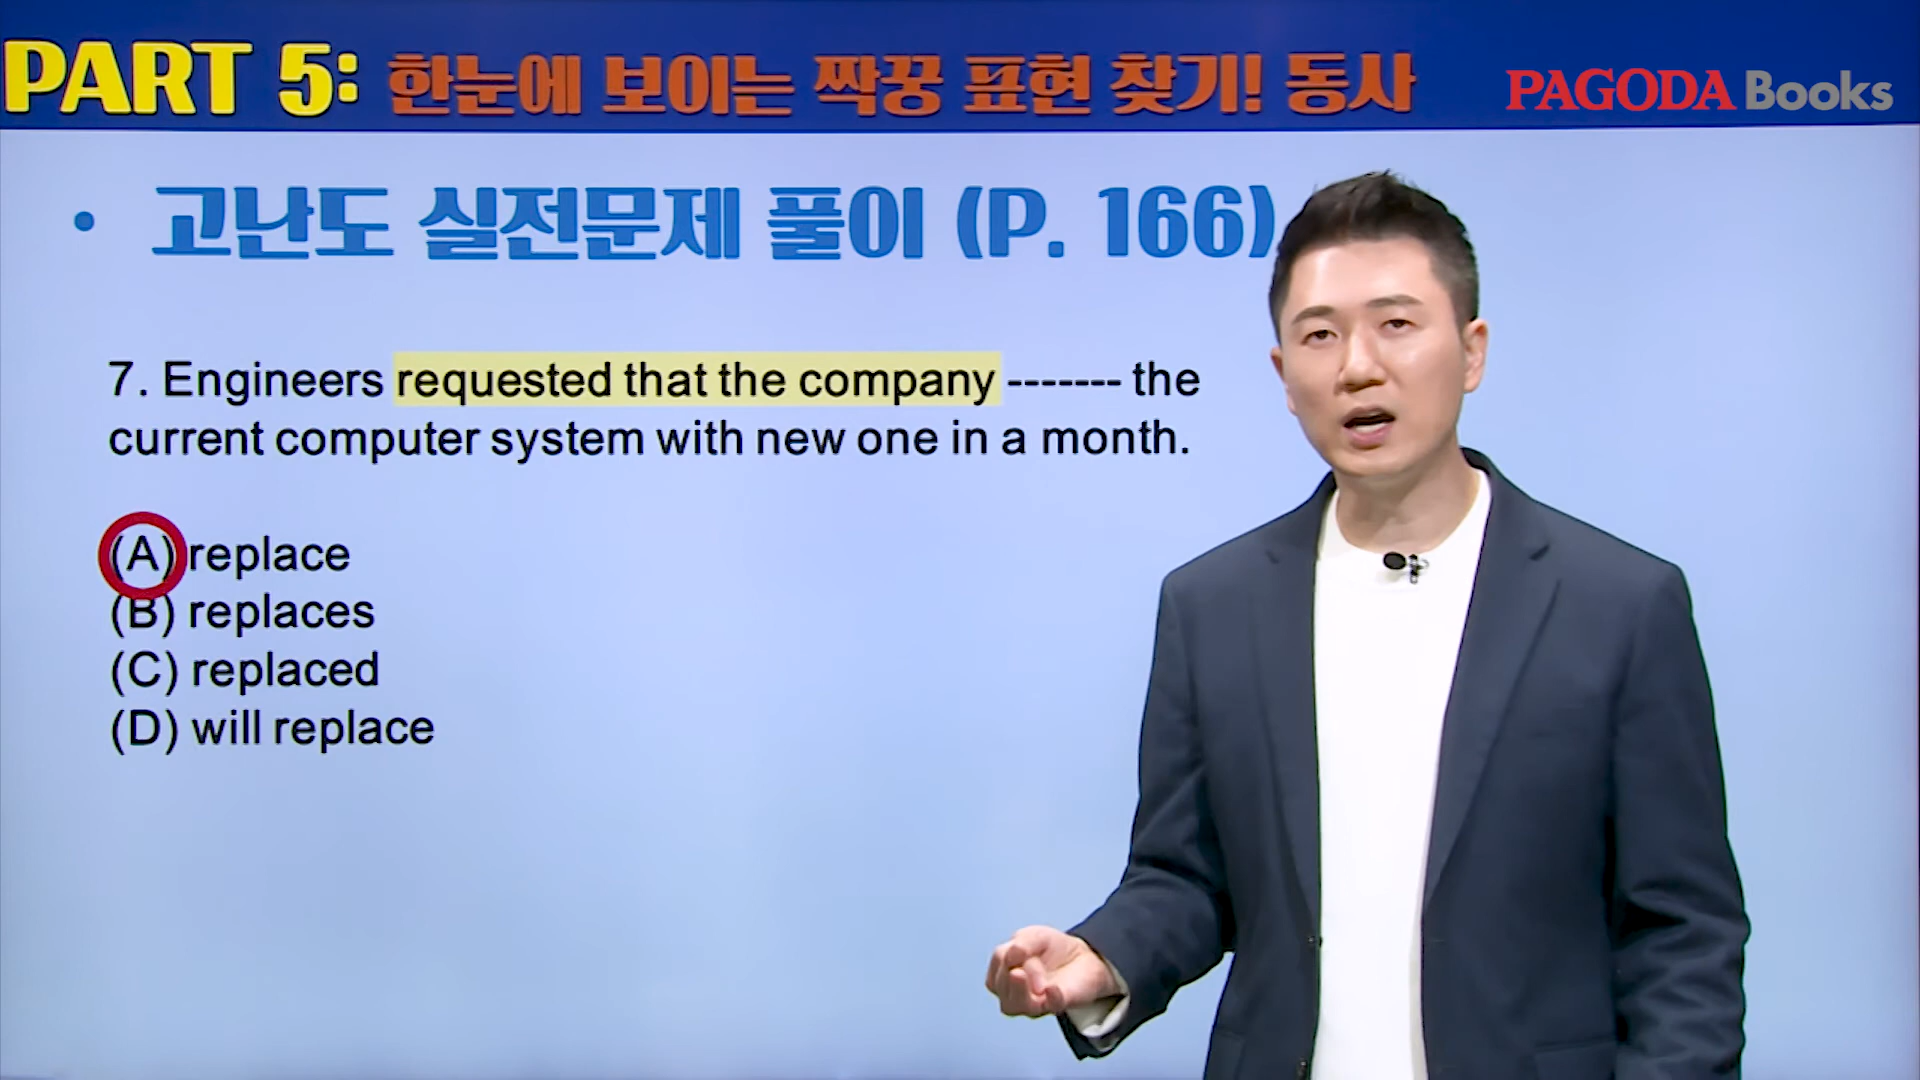 PART 5: 한눈에 보이는 짝꿍 표현 찾기! 동사
PAGODA Books
• 고난도 실전문제 풀이 (P. 166)
7. Engineers requested that the company ------- the
current computer system with new one in a month.
(A) replace
(B) replaces
(C) replaced
(D) will replace